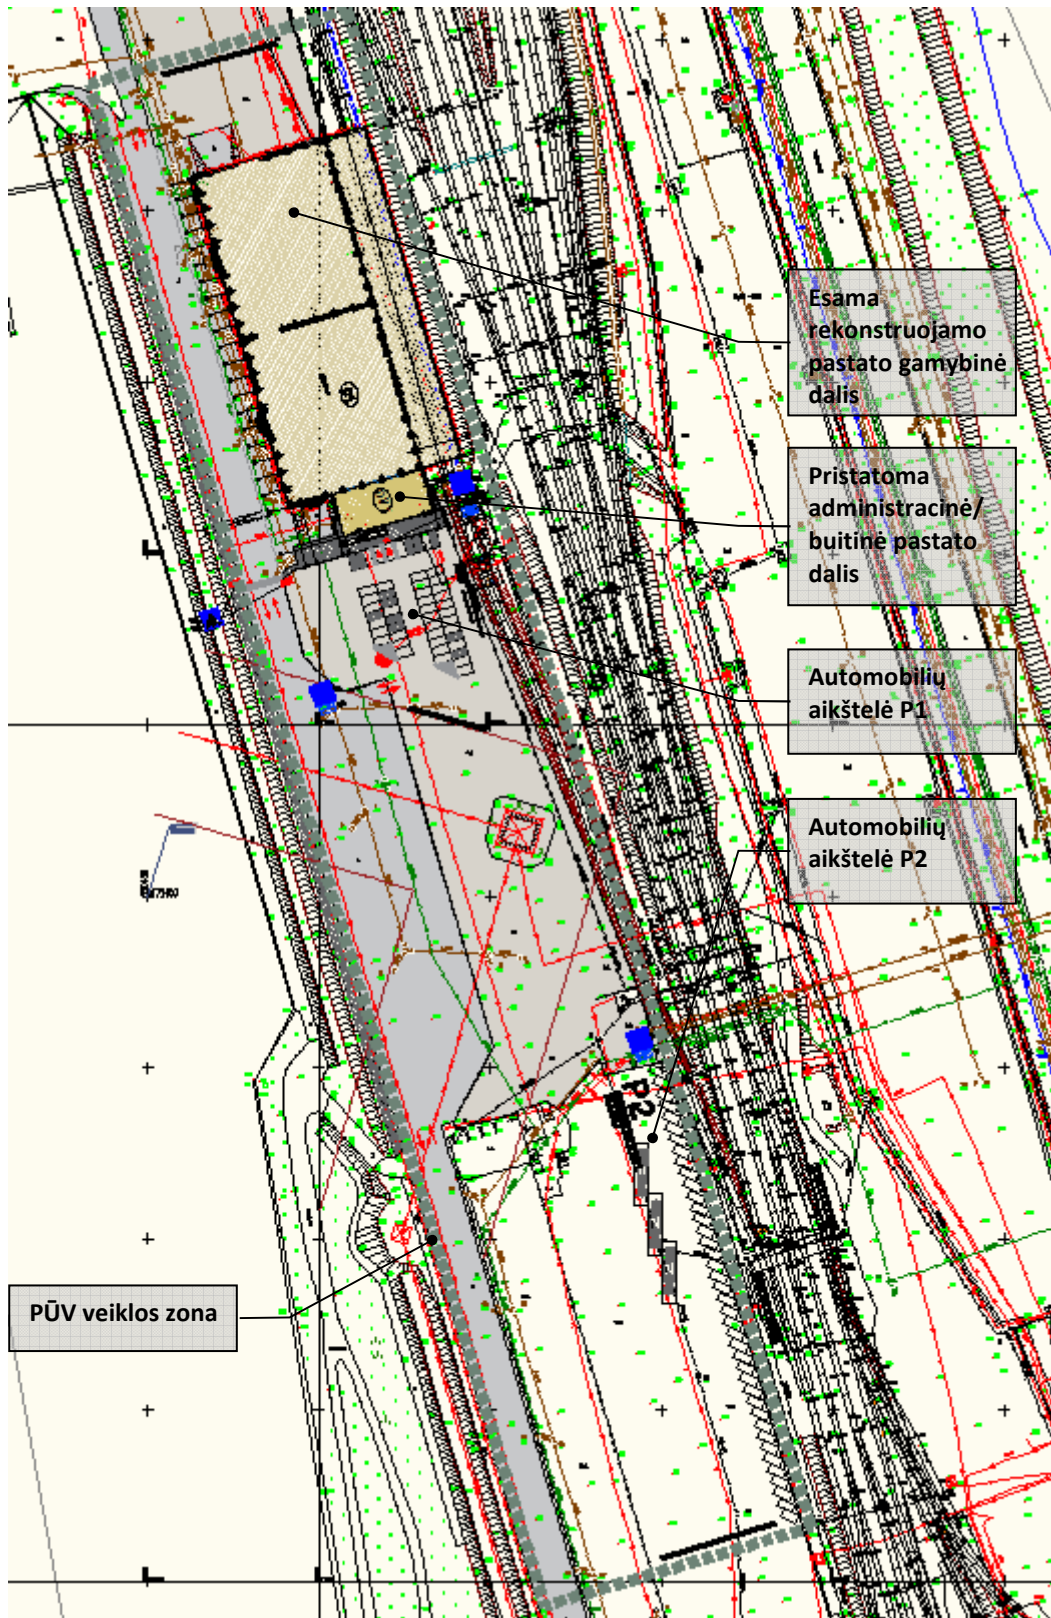 Esama
rekonstruojamo
pastato gamybinė
dalis
Pristatoma
administracinė/
buitinė pastato
dalis
Automobilių
aikštelė P1
Automobilių
aikštelė P2
P2
PŪV veiklos zona